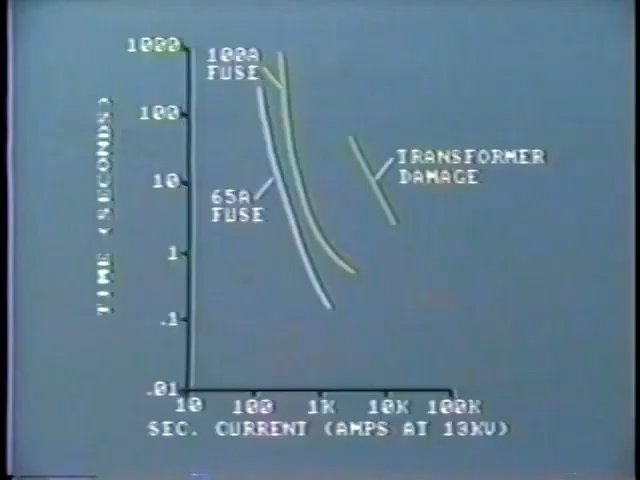 1000
100A
FUSE
100
TRANSFORMER
DAMAGE
10
65A
FUSE
1
.1
.01
TIME (SECONDS)
10 100 1K 10K 100K
SEC. CURRENT (AMPS AT 13KV)